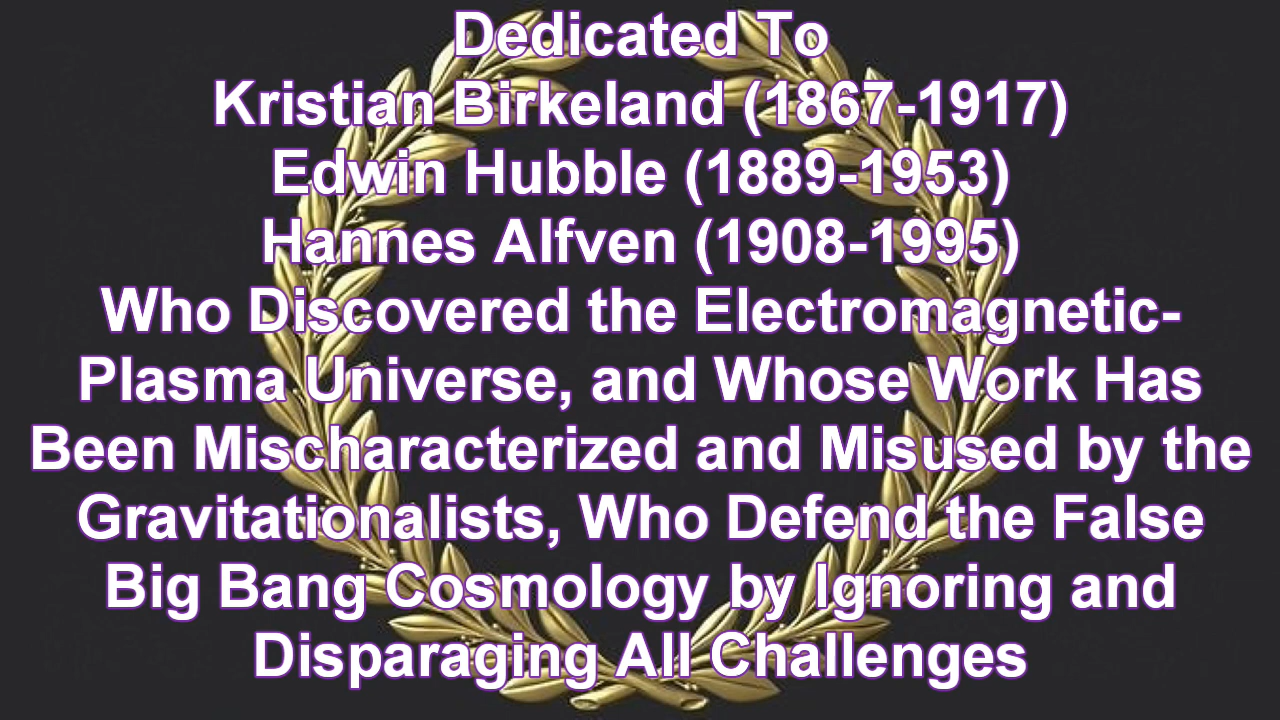 Dedicated To
Kristian Birkeland (1867-1917)
Edwin Hubble (1889-1953)
Hannes Alfven (1908-1995)
Who Discovered the Electromagnetic-
Plasma Universe, and Whose Work Has
Been Mischaracterized and Misused by the
Gravitationalists, Who Defend the False
Big Bang Cosmology by Ignoring and
Disparaging All Challenges